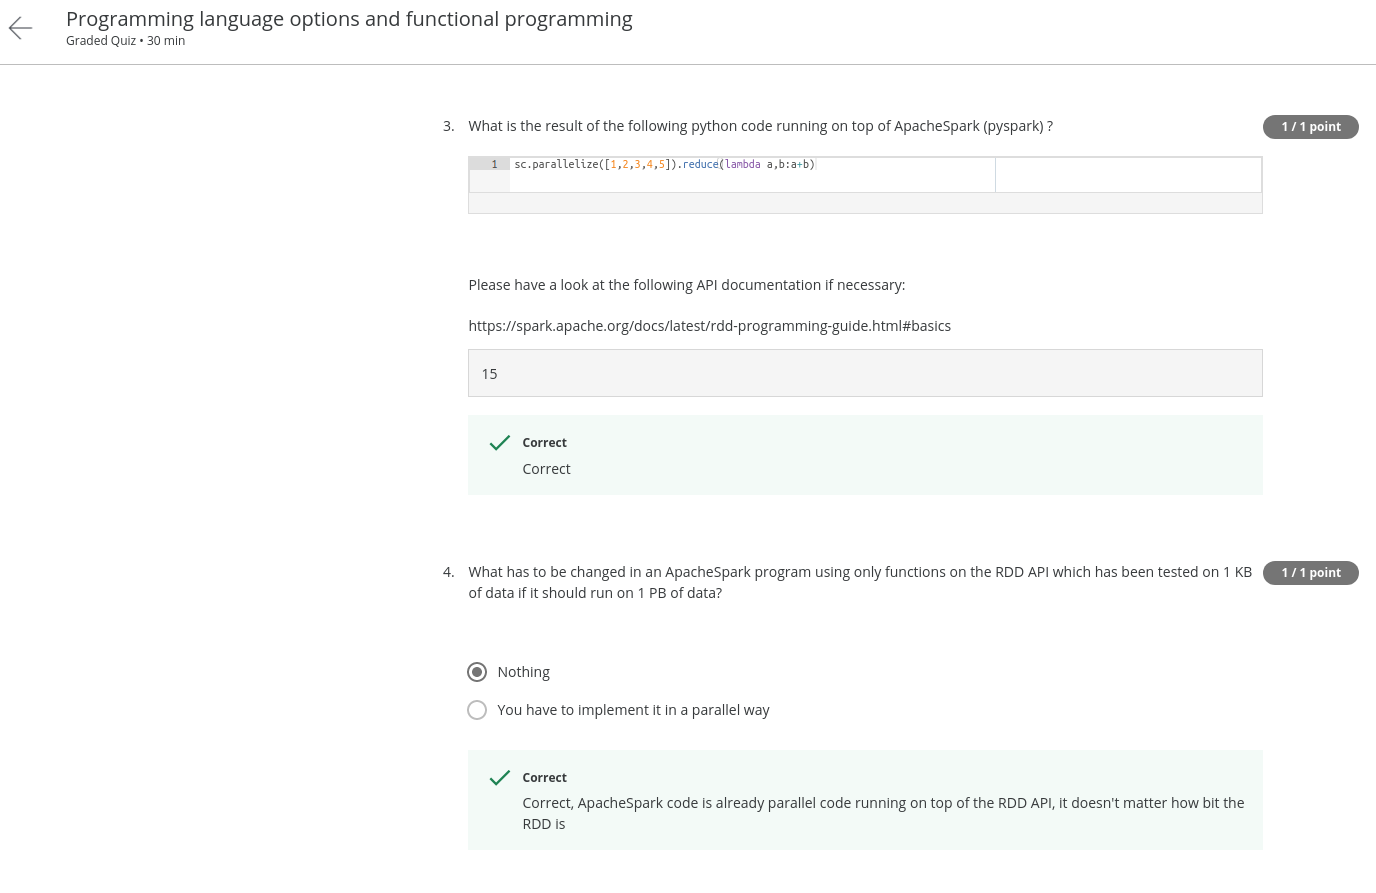 Programming language options and functional programming
Graded Quiz • 30 min
3. What is the result of the following python code running on top of ApacheSpark (pyspark) ?
1 / 1 point
1 sc.parallelize([1,2,3,4,5]).reduce(lambda a,b:a+b)
Please have a look at the following API documentation if necessary:
https://spark.apache.org/docs/latest/rdd-programming-guide.html#basics
15
Correct
Correct
4. What has to be changed in an ApacheSpark program using only functions on the RDD API which has been tested on 1 KB
of data if it should run on 1 PB of data?
1 / 1 point
Nothing
You have to implement it in a parallel way
Correct
Correct, ApacheSpark code is already parallel code running on top of the RDD API, it doesn't matter how bit the
RDD is